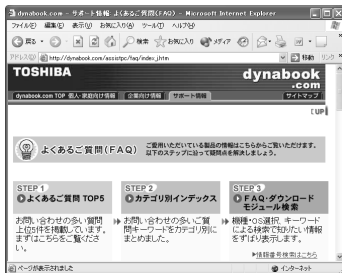 dynabook.com - サポート情報 よくあるご質問(FAQ) - Microsoft Internet Explorer
ファイル(F) 編集(E) 表示(V) お気に入り(A) ツール(T) ヘルプ(H)
戻る 検索 お気に入り メディア
アドレス(D) http://dynabook.com/assistpc/faq/index_j.htm 移動 リンク
TOSHIBA dynabook
.com
dynabook.com TOP 個人・家庭向け情報 企業向け情報 サポート情報 サイトマップ
[UP]
よくあるご質問(FAQ) ご愛用いただいている製品の情報はこちらからご覧いただけます。
以下のステップに沿って疑問点を解決しましょう。
STEP 1 STEP 2 STEP 3
よくあるご質問 TOP5 カテゴリ別インデックス FAQ・ダウンロード
モジュール検索
お問い合わせの多い質問
上位5件を掲載しています。
まずはこちらをご覧くださ
い。
お問い合わせの多いご質
問キーワードをカテゴリ別に
まとめました。
機種・OS選択、キーワード
による検索で知りたい情報
をずばり表示します。
情報番号検索はこちら
ページが表示されました インターネット